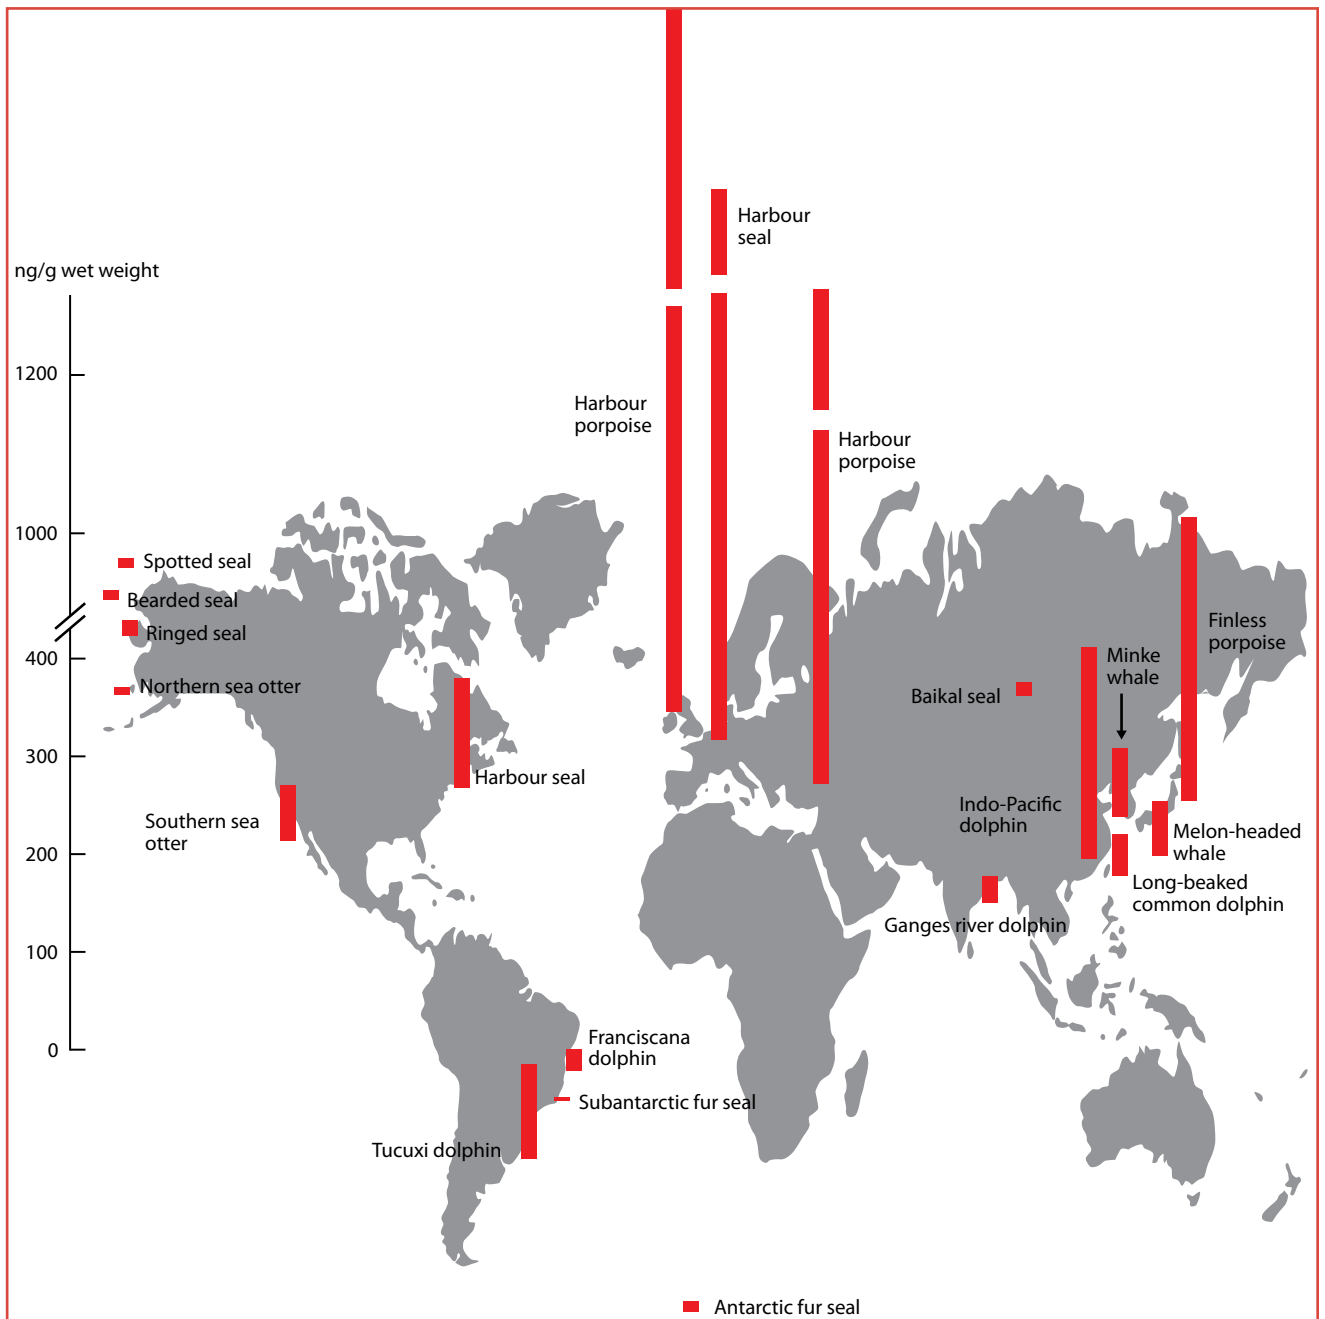 Harbour
seal
ng/g wet weight
1200
Harbour
porpoise
Harbour
porpoise
1000
Spotted seal
Bearded seal
Ringed seal
Finless
porpoise
400
Minke
whale
Northern sea otter
Baikal seal
300
Harbour seal
Indo-Pacific
dolphin
Southern sea
otter
Melon-headed
whale
200
Long-beaked
common dolphin
Ganges river dolphin
100
0
Franciscana
dolphin
Subantarctic fur seal
Tucuxi dolphin
Antarctic fur seal